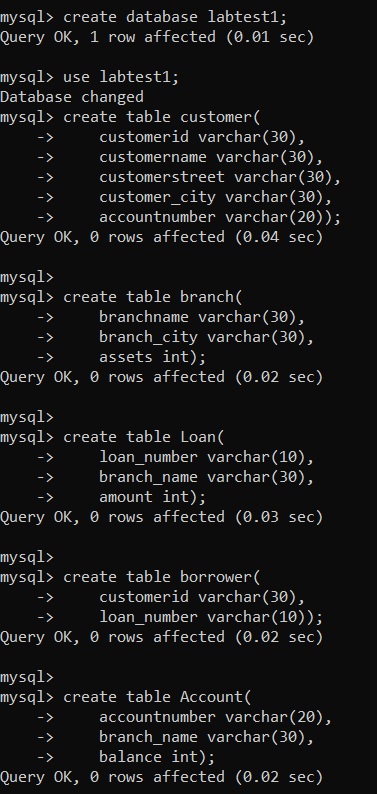 mysql> create database labtest1;
Query OK, 1 row affected (0.01 sec)
mysql> use labtest1;
Database changed
mysql> create table customer(
    ->     customerid varchar(30),
    ->     customername varchar(30),
    ->     customerstreet varchar(30),
    ->     customer_city varchar(30),
    ->     accountnumber varchar(20));
Query OK, 0 rows affected (0.04 sec)
mysql>
mysql> create table branch(
    ->     branchname varchar(30),
    ->     branch_city varchar(30),
    ->     assets int);
Query OK, 0 rows affected (0.02 sec)
mysql>
mysql> create table Loan(
    ->     loan_number varchar(10),
    ->     branch_name varchar(30),
    ->     amount int);
Query OK, 0 rows affected (0.03 sec)
mysql>
mysql> create table borrower(
    ->     customerid varchar(30),
    ->     loan_number varchar(10));
Query OK, 0 rows affected (0.02 sec)
mysql>
mysql> create table Account(
    ->     accountnumber varchar(20),
    ->     branch_name varchar(30),
    ->     balance int);
Query OK, 0 rows affected (0.02 sec)